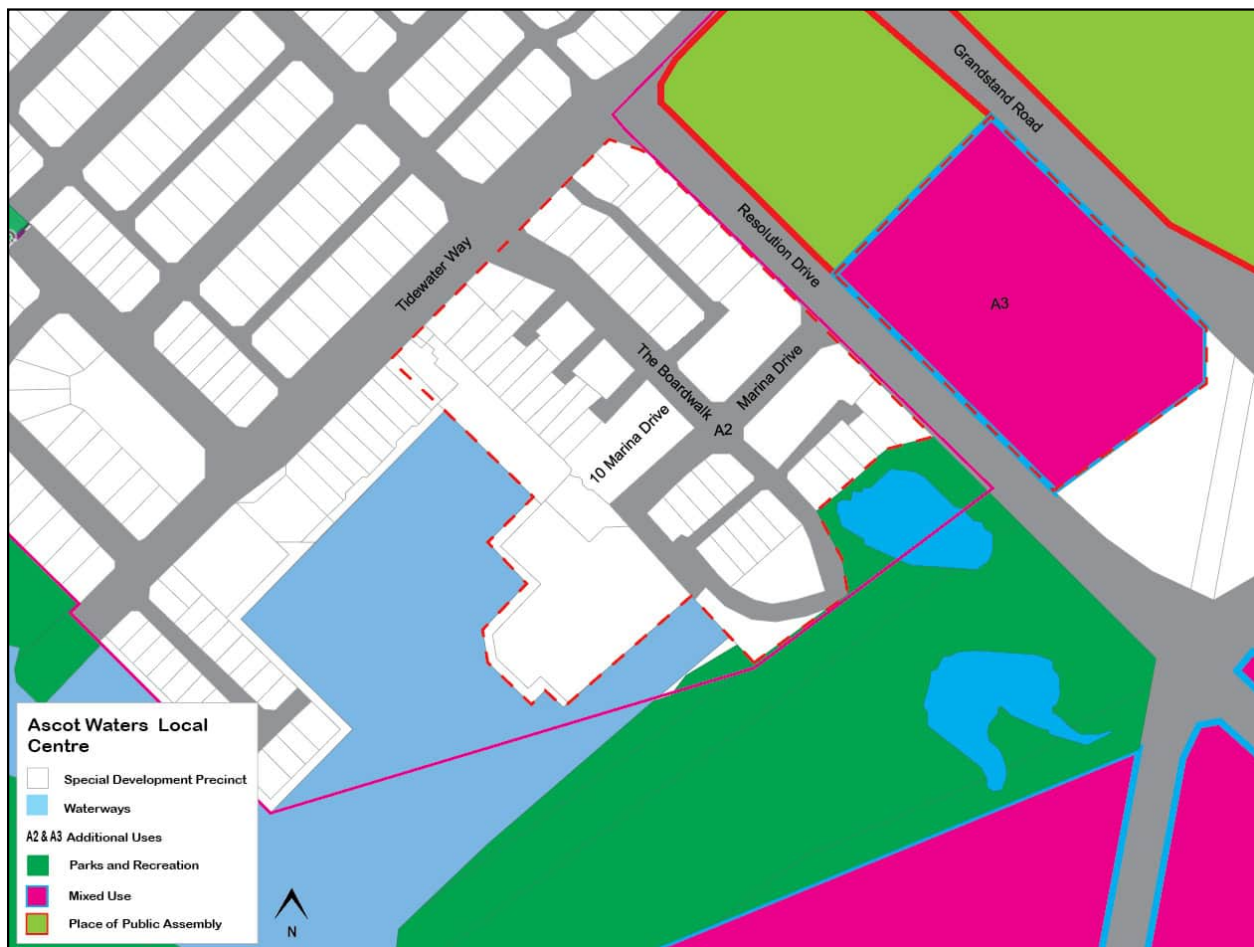 Grandstand Road
Resolution Drive
A3
Tidewater Way
The Boardwalk
Marina Drive
A2
10 Marina Drive
Ascot Waters Local
Centre
Special Development Precinct
Waterways
A2 & A3 Additional Uses
Parks and Recreation
Mixed Use
Place of Public Assembly
N